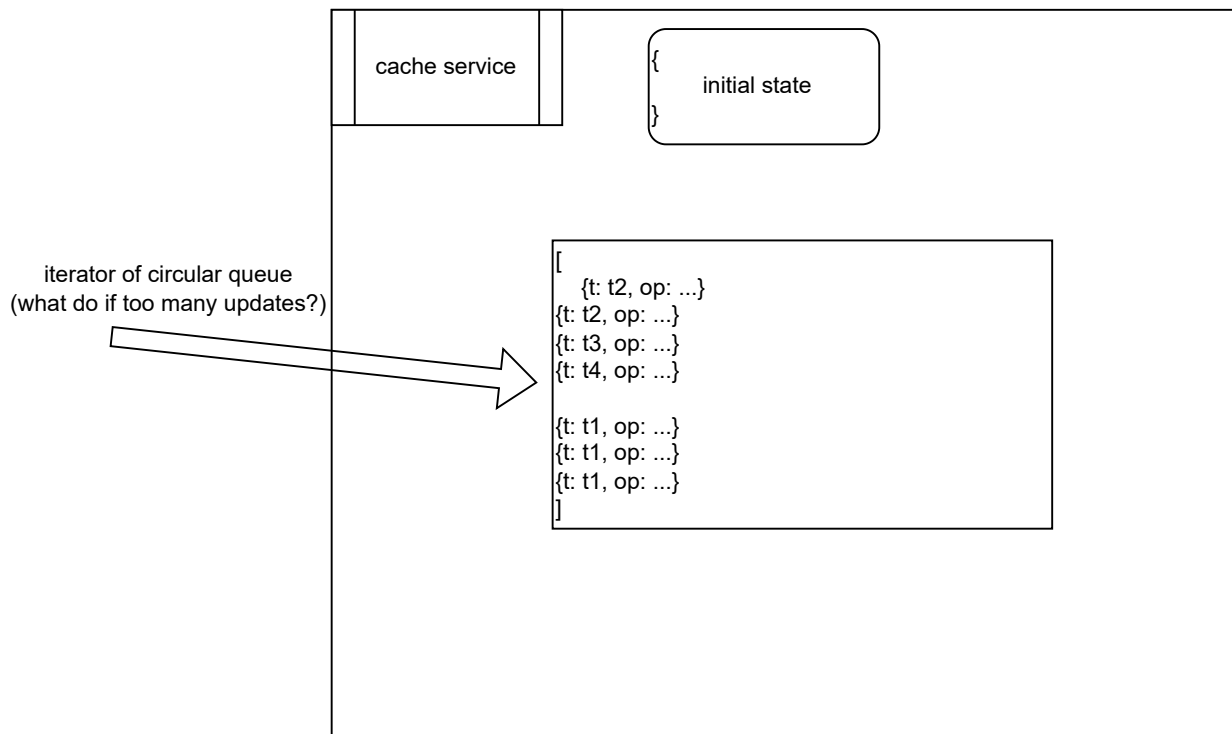 cache service
{
initial state
}
iterator of circular queue
(what do if too many updates?)
[
{t: t2, op: ...}
{t: t2, op: ...}
{t: t3, op: ...}
{t: t4, op: ...}
{t: t1, op: ...}
{t: t1, op: ...}
{t: t1, op: ...}
]